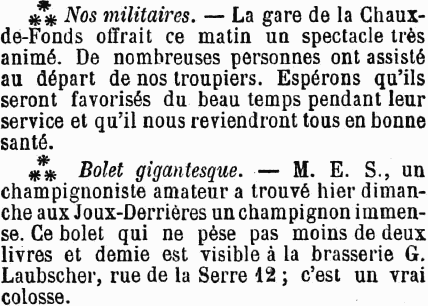 ⁂ Nos militaires. — La gare de la Chaux-
de-Fonds offrait ce matin un spectacle très
animé. De nombreuses personnes ont assisté
au départ de nos troupiers. Espérons qu'ils
seront favorisés du beau temps pendant leur
service et qu'il nous reviendront tous en bonne
santé.
⁂ Bolet gigantesque. — M. E. S., un
champignoniste amateur a trouvé hier diman-
che aux Joux-Derrières un champignon immen-
se. Ce bolet qui ne pèse pas moins de deux
livres et demie est visible à la brasserie G.
Laubscher, rue de la Serre 12 ; c'est un vrai
colosse.